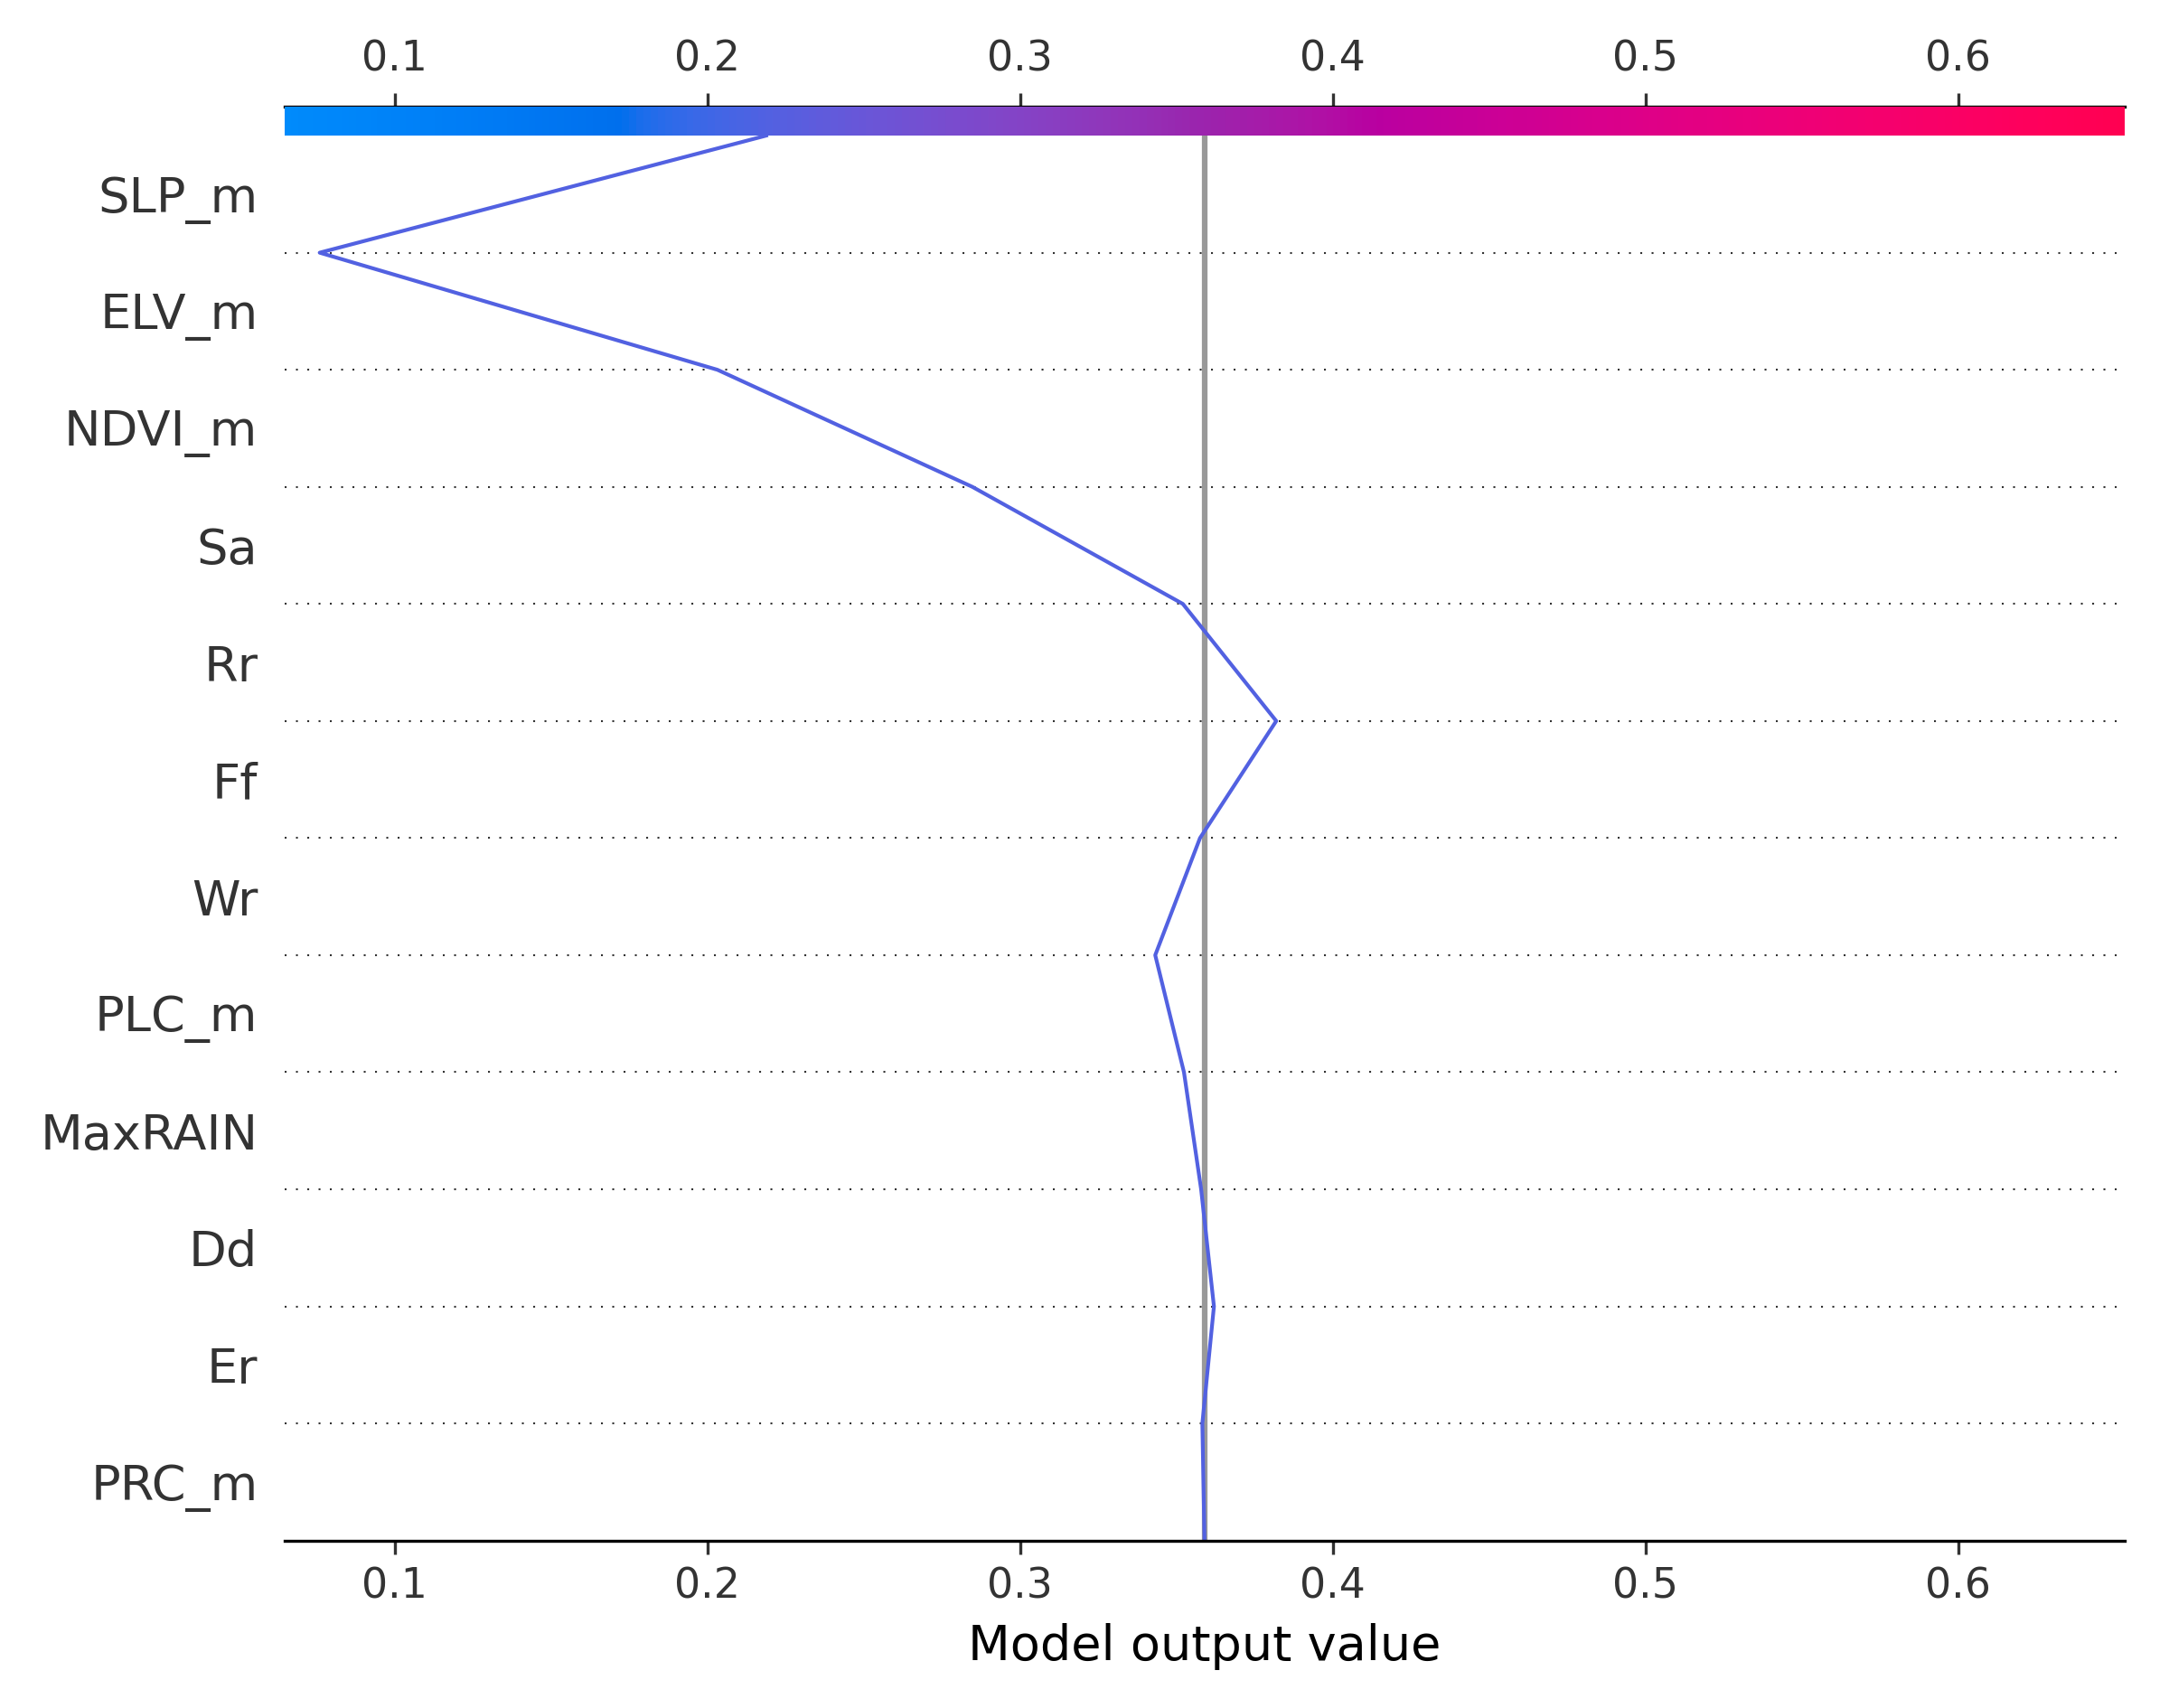 0.1 0.2 0.3 0.4 0.5 0.6
SLP_m
ELV_m
NDVI_m
Sa
Rr
Ff
Wr
PLC_m
MaxRAIN
Dd
Er
PRC_m
0.1 0.2 0.3 0.4 0.5 0.6
Model output value